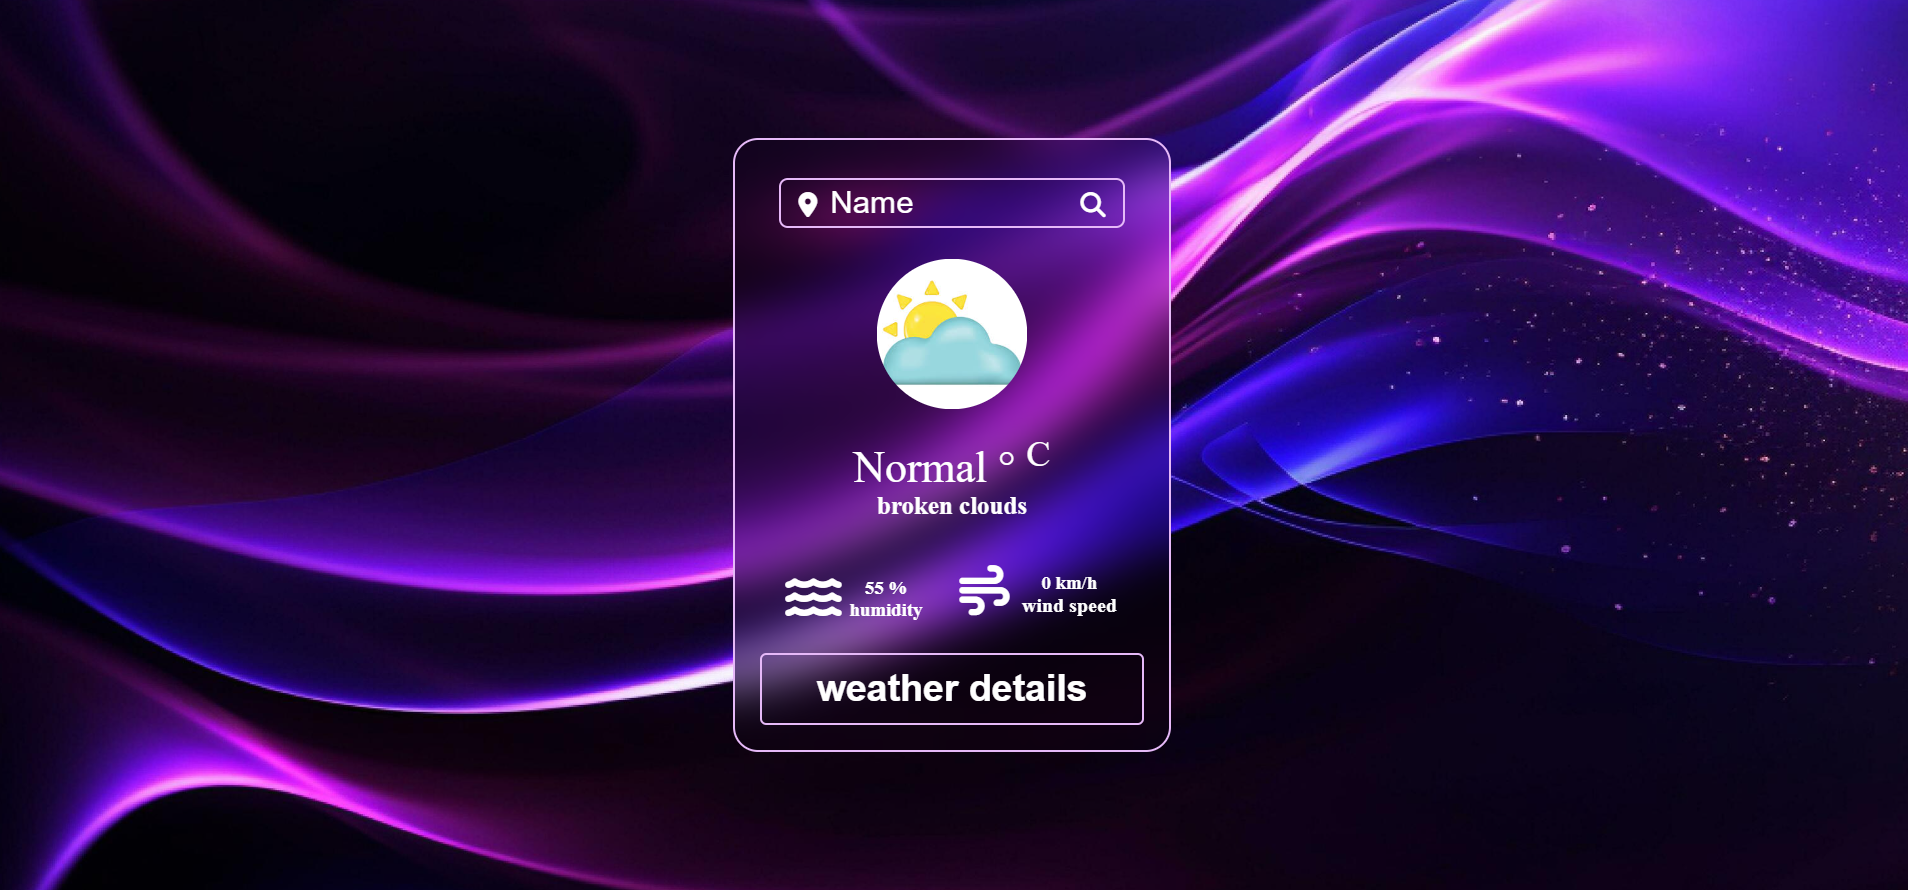 Name
Normal ° C
broken clouds
55 %
humidity
0 km/h
wind speed
weather details